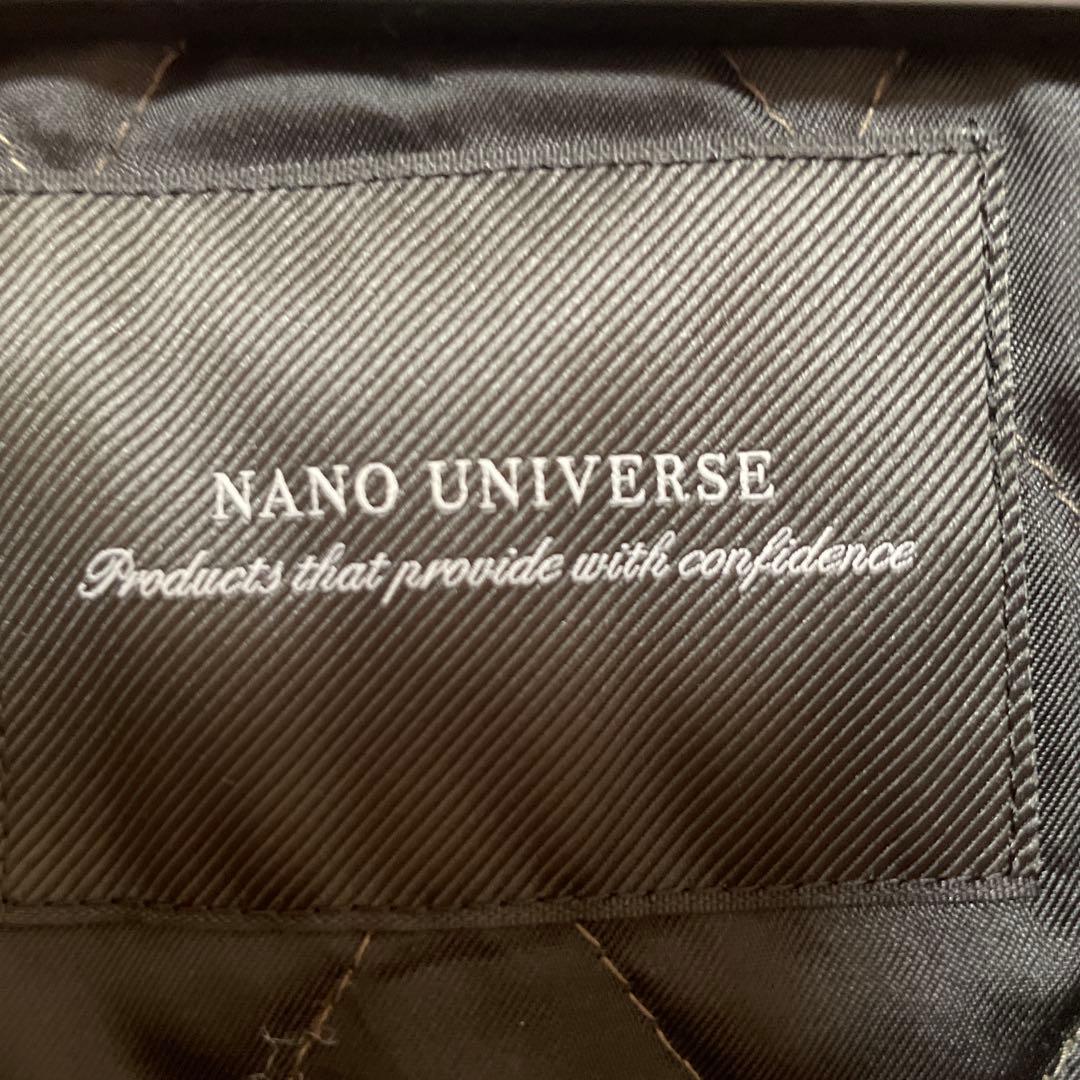 NANO UNIVERSE
Products that provide with confidence